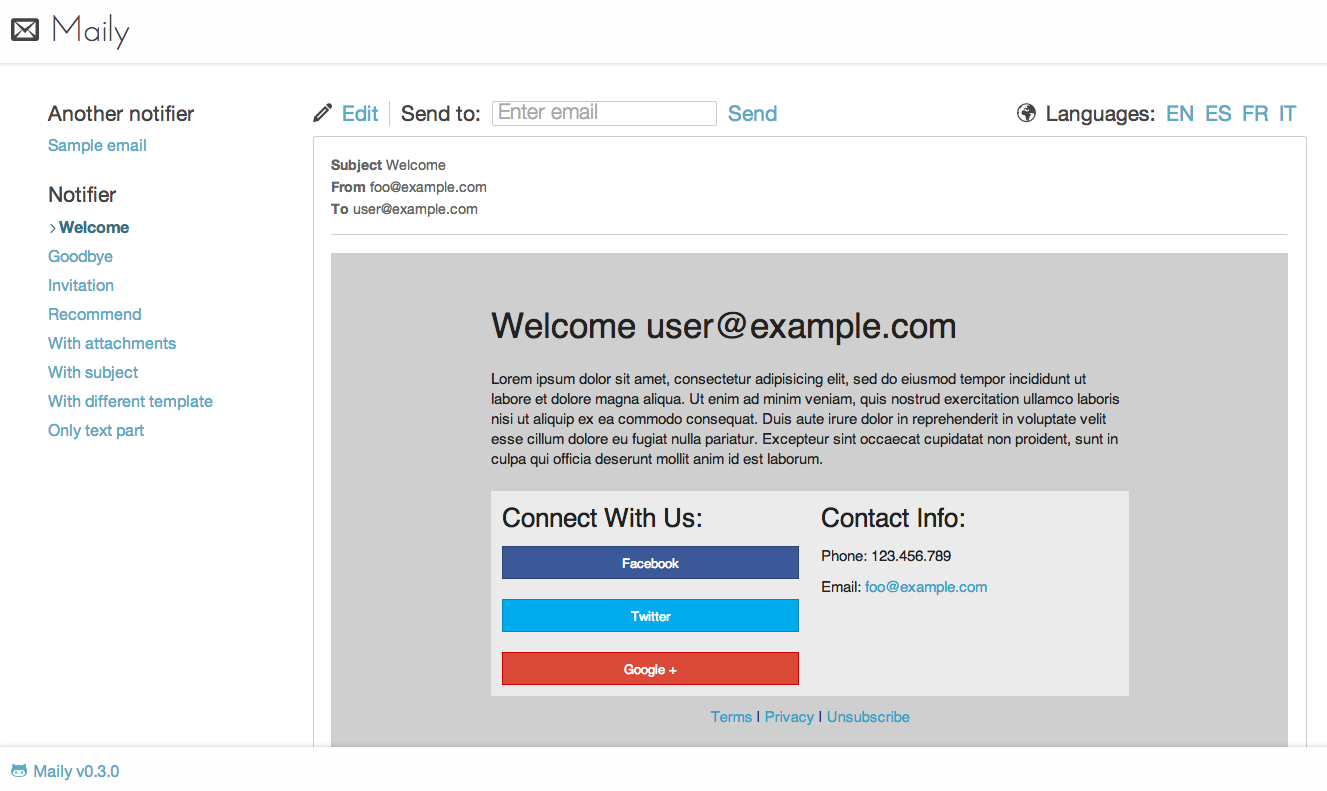 Maily
Another notifier
Sample email
Notifier
Welcome
Goodbye
Invitation
Recommend
With attachments
With subject
With different template
Only text part
Edit Send to: Enter email Send Languages: EN ES FR IT
Subject Welcome
From foo@example.com
To user@example.com
Welcome user@example.com
Lorem ipsum dolor sit amet, consectetur adipisicing elit, sed do eiusmod tempor incididunt ut
labore et dolore magna aliqua. Ut enim ad minim veniam, quis nostrud exercitation ullamco laboris
nisi ut aliquip ex ea commodo consequat. Duis aute irure dolor in reprehenderit in voluptate velit
esse cillum dolore eu fugiat nulla pariatur. Excepteur sint occaecat cupidatat non proident, sunt in
culpa qui officia deserunt mollit anim id est laborum.
Connect With Us:
Facebook
Twitter
Google +
Contact Info:
Phone: 123.456.789
Email: foo@example.com
Terms | Privacy | Unsubscribe
Maily v0.3.0